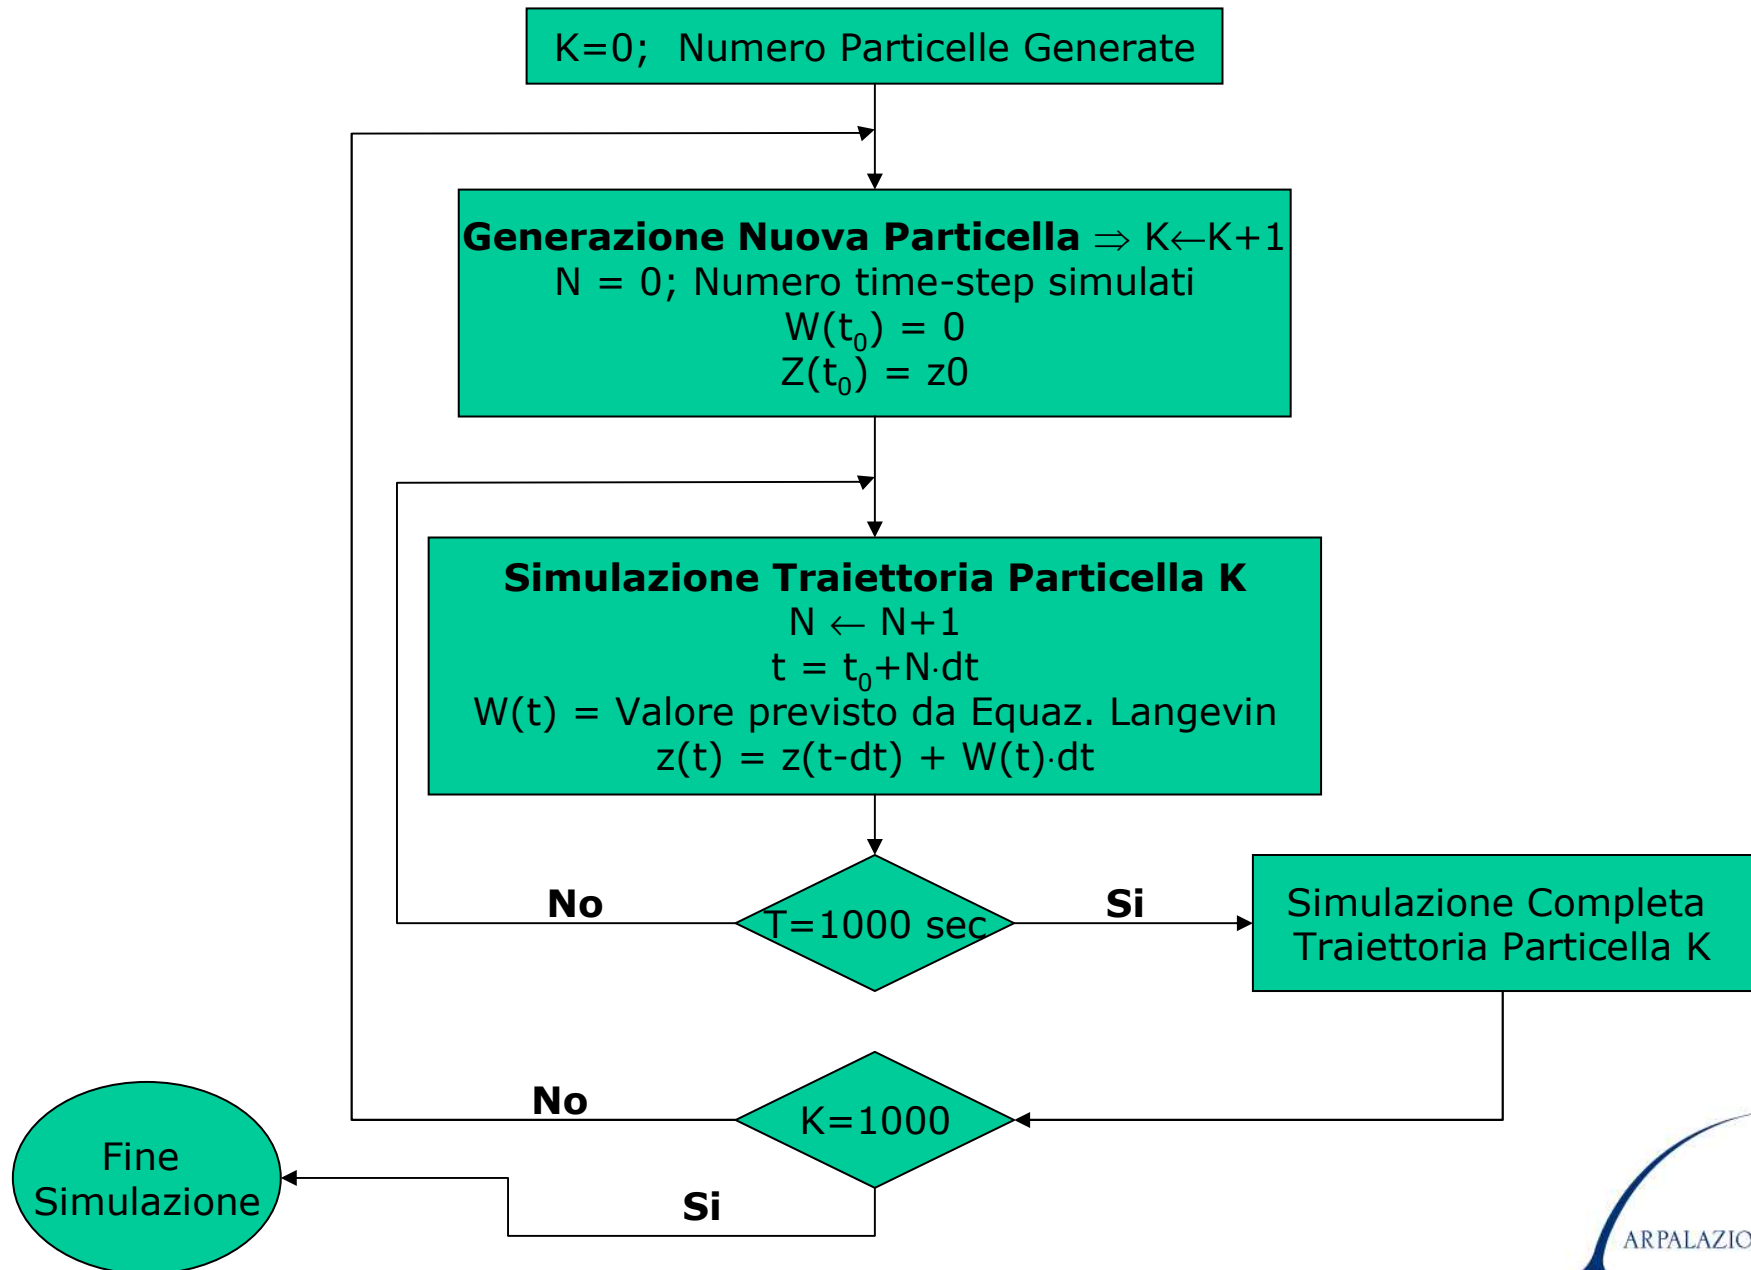 K=0; Numero Particelle Generate
Generazione Nuova Particella ⇒ K←K+1
N = 0; Numero time-step simulati
W(t₀) = 0
Z(t₀) = z0
Simulazione Traiettoria Particella K
N ← N+1
t = t₀+N·dt
W(t) = Valore previsto da Equaz. Langevin
z(t) = z(t-dt) + W(t)·dt
No
T=1000 sec
Si
Simulazione Completa
Traiettoria Particella K
No
K=1000
Fine
Simulazione
Si
ARPALAZIO